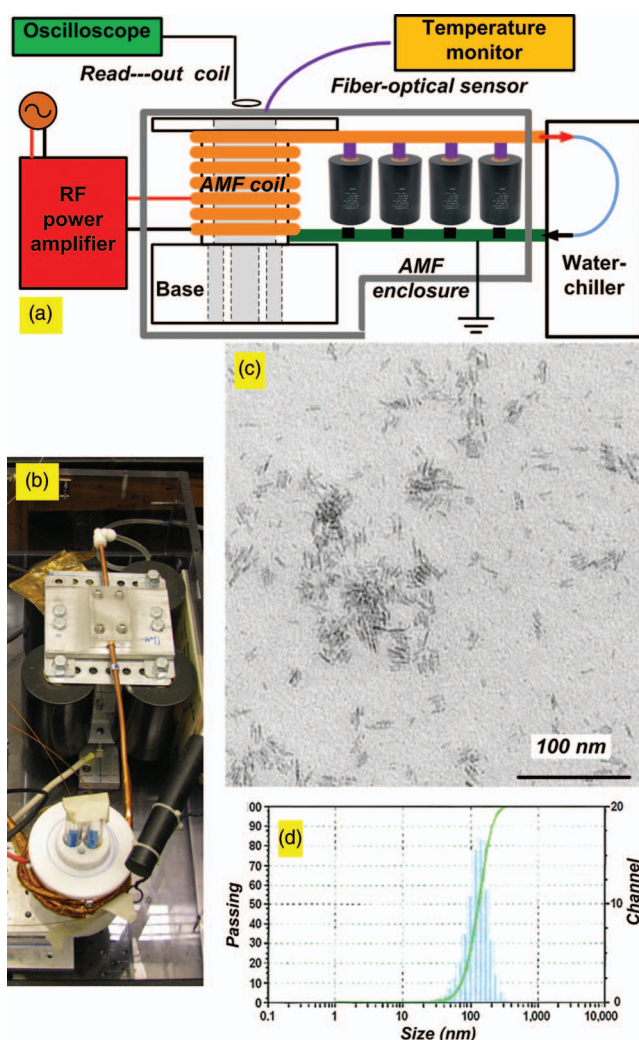 Oscilloscope
Temperature
monitor
Read---out coil
Fiber-optical sensor
RF
power
amplifier
AMF coil
Base
AMF
enclosure
Water-
chiller
(a)
(b)
(c)
100 nm
(d)
00
90
80
70
60
50
40
30
20
10
0
Passing
20
10
0
Channel
0.1
1
10
100
1,000
10,000
Size (nm)